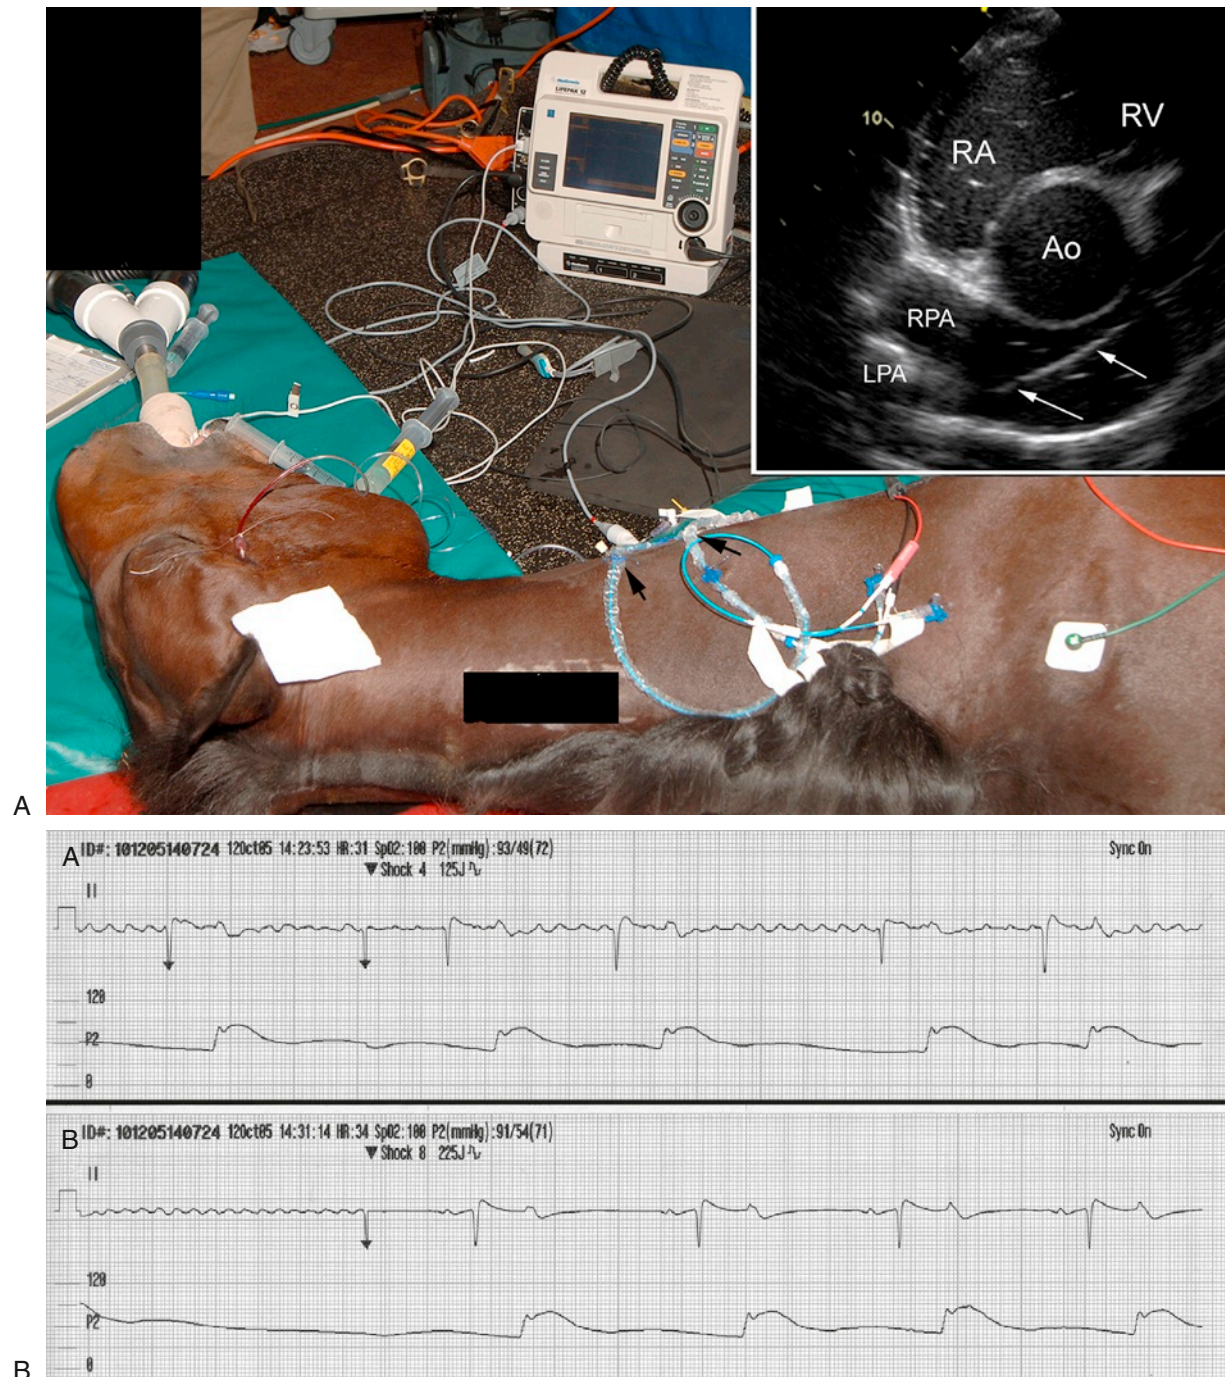 LIFEPAK 12
10
RA
RV
Ao
RPA
LPA
A
A
ID#: 101205140724 12Oct05 14:23:53 HR:31 SpO2:100 P2(mmHg):93/49(72)
Sync On
Shock 4 125J
II
120
P2
0
B
ID#: 101205140724 12Oct05 14:31:14 HR:34 SpO2:100 P2(mmHg):91/54(71)
Sync On
Shock 8 225J
II
120
P2
0
B